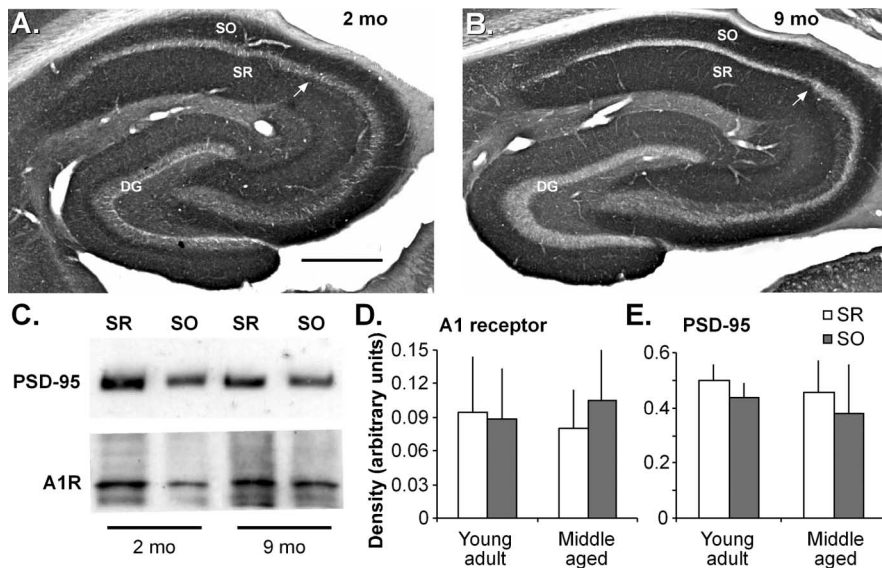 A.
2 mo
SO
SR
DG
B.
9 mo
SO
SR
DG
C.
SR SO SR SO
PSD-95
A1R
2 mo 9 mo
D.
A1 receptor
Density (arbitrary units)
0.15
0.12
0.09
0.06
0.03
0
Young adult
Middle aged
E.
PSD-95
SR
SO
0.6
0.4
0.2
0
Young adult
Middle aged